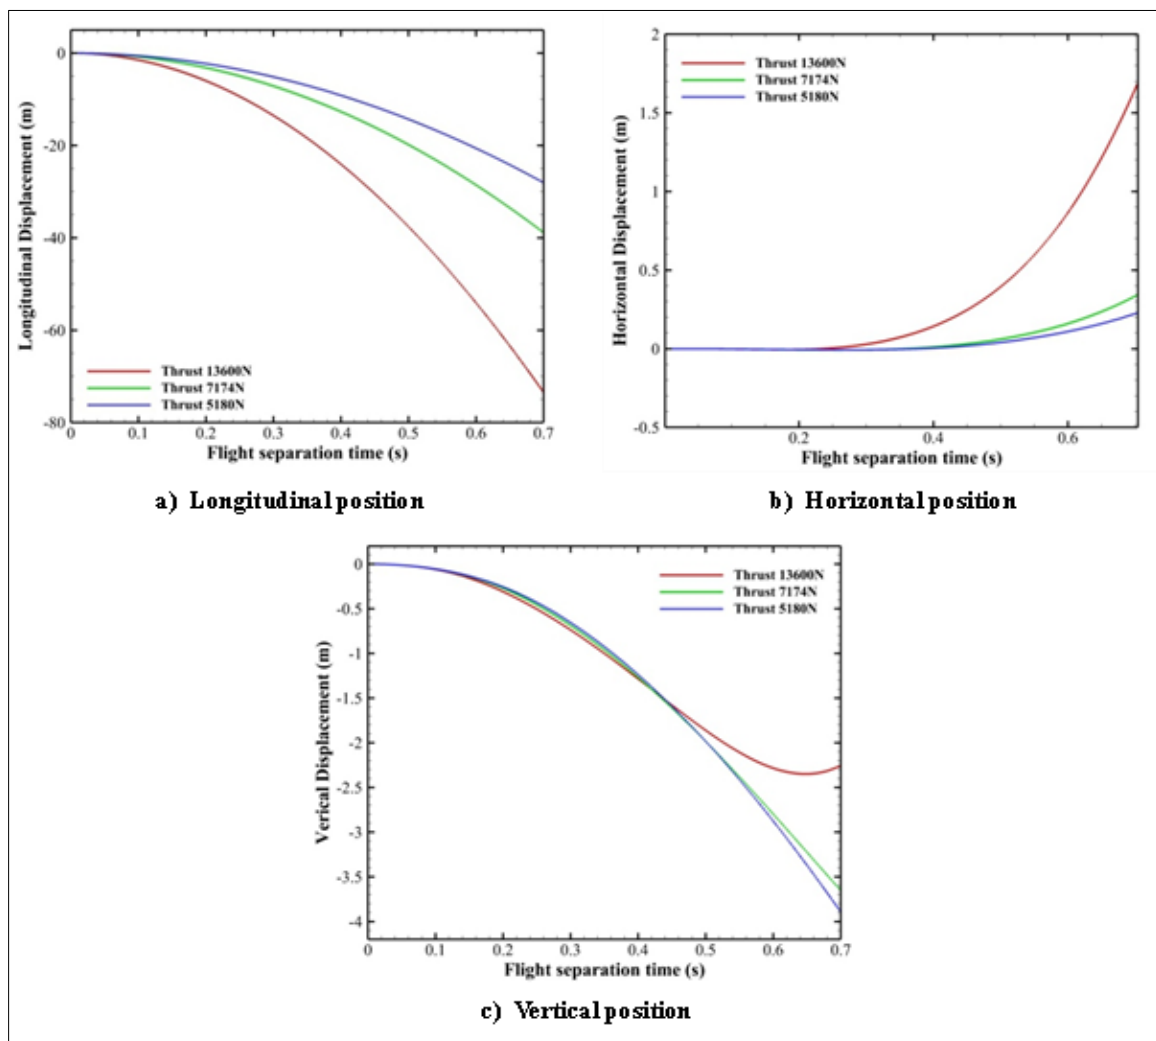 0
-20
-40
-60
-80
Longitudinal Displacement (m)
Thrust 13600N
Thrust 7174N
Thrust 5180N
0 0.1 0.2 0.3 0.4 0.5 0.6 0.7
Flight separation time (s)
a) Longitudinal position
2
1.5
1
0.5
0
-0.5
Horizontal Displacement (m)
Thrust 13600N
Thrust 7174N
Thrust 5180N
0.2 0.4 0.6
Flight separation time (s)
b) Horizontal position
0
-0.5
-1
-1.5
-2
-2.5
-3
-3.5
-4
Verical Displacement (m)
Thrust 13600N
Thrust 7174N
Thrust 5180N
0 0.1 0.2 0.3 0.4 0.5 0.6 0.7
Flight separation time (s)
c) Vertical position